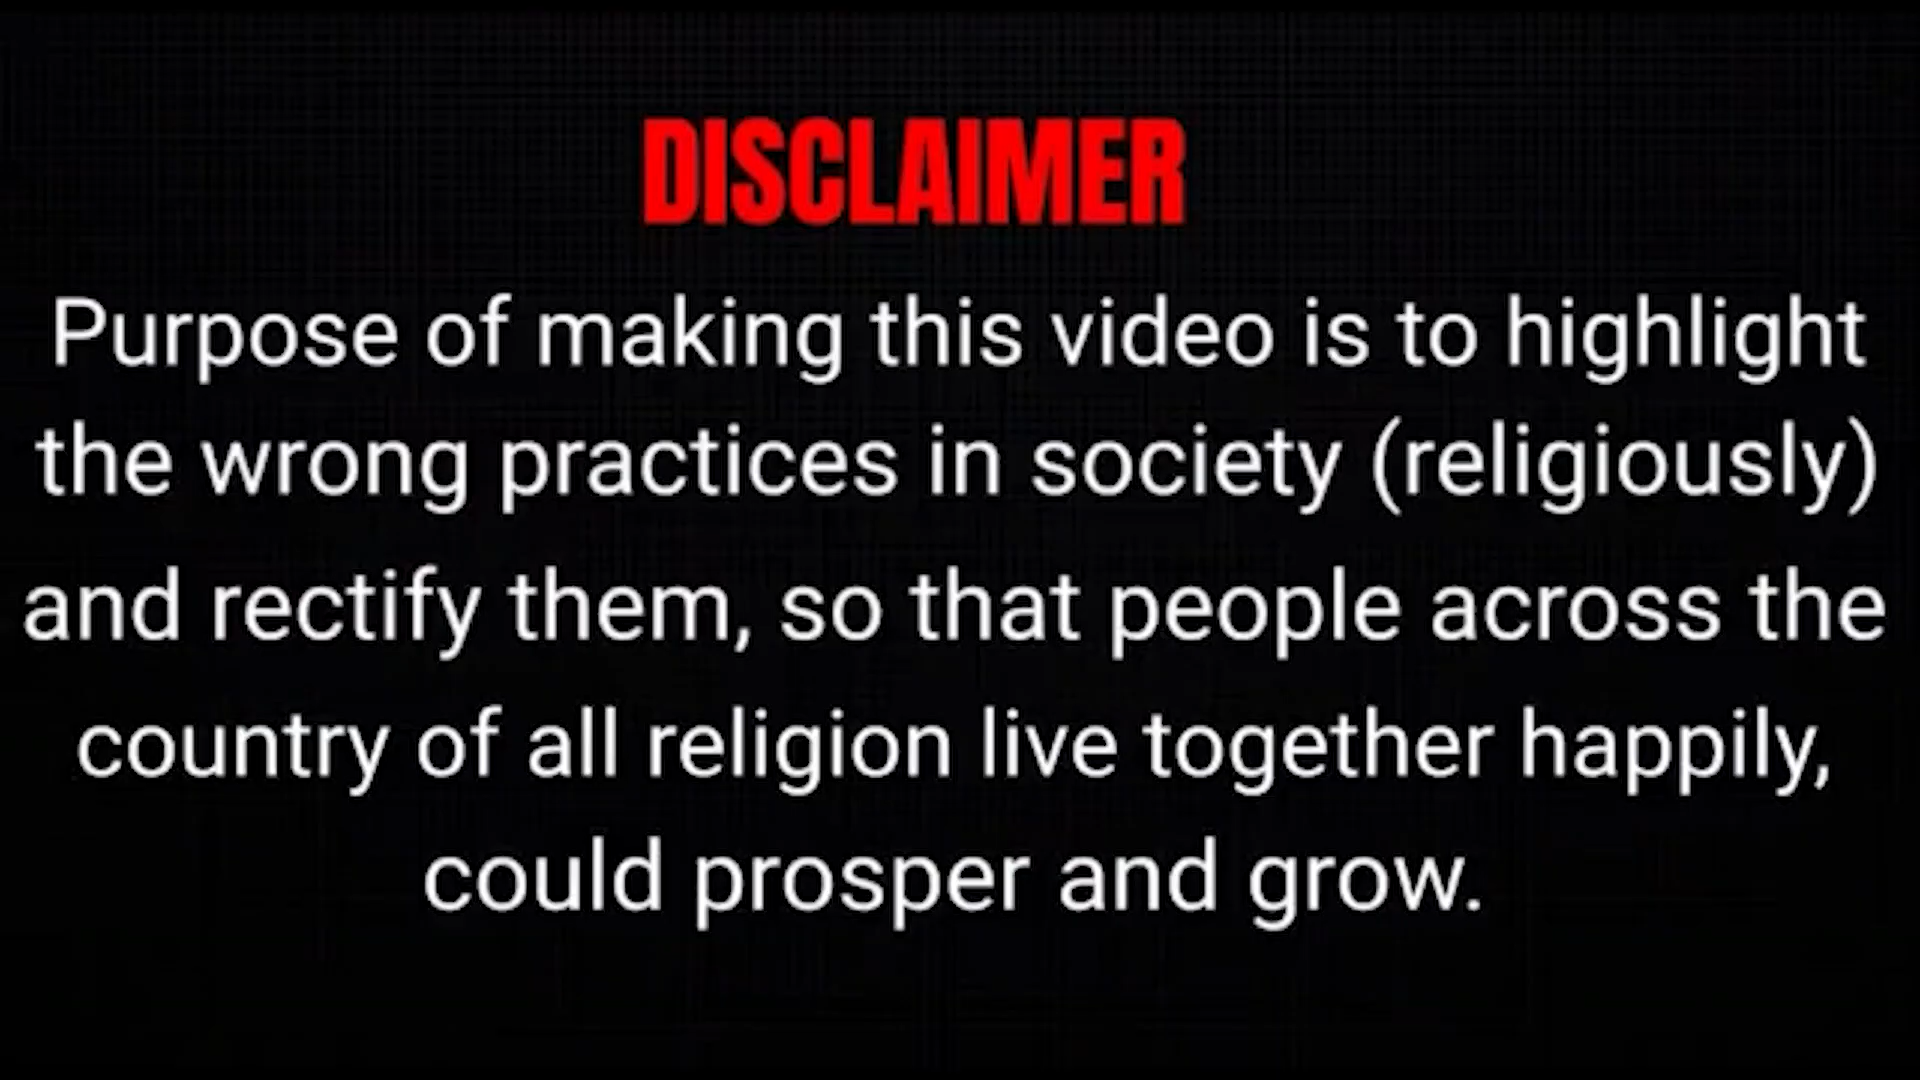 DISCLAIMER
Purpose of making this video is to highlight
the wrong practices in society (religiously)
and rectify them, so that people across the
country of all religion live together happily,
could prosper and grow.